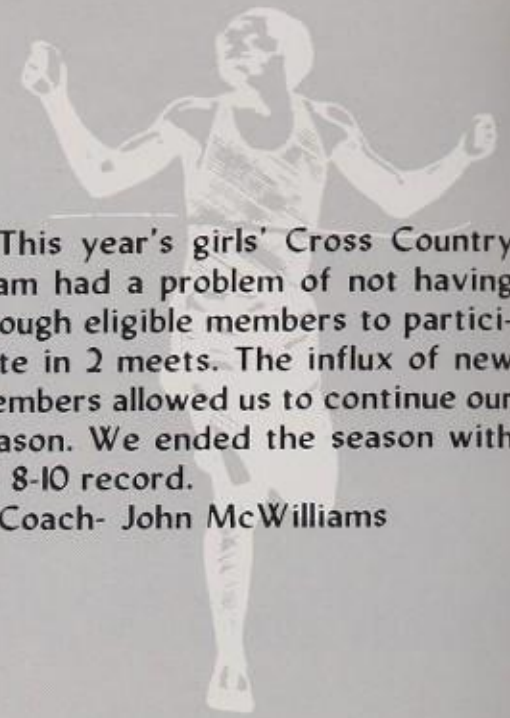 This year's girls' Cross Country
am had a problem of not having
ough eligible members to partici-
te in 2 meets. The influx of new
embers allowed us to continue our
ason. We ended the season with
8-10 record.
Coach- John McWilliams